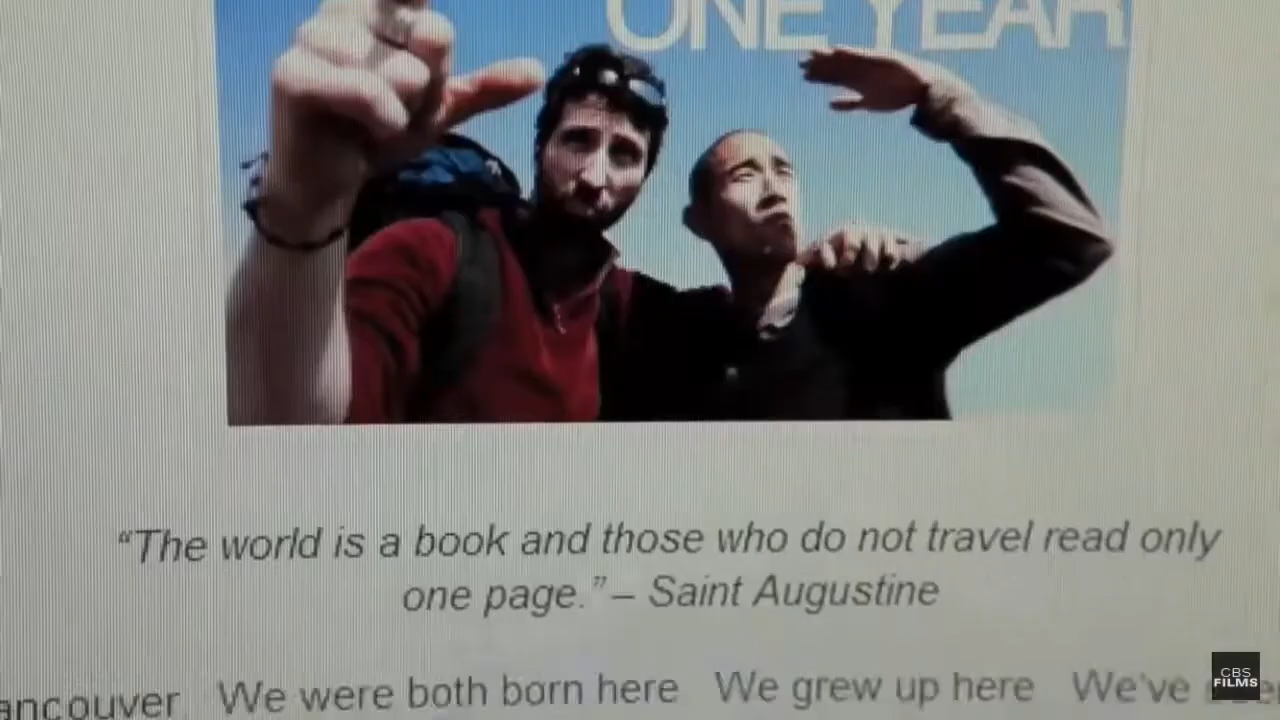 ONE YEAR
“The world is a book and those who do not travel read only
one page.” – Saint Augustine
ancouver We were both born here We grew up here We've
CBS
FILMS